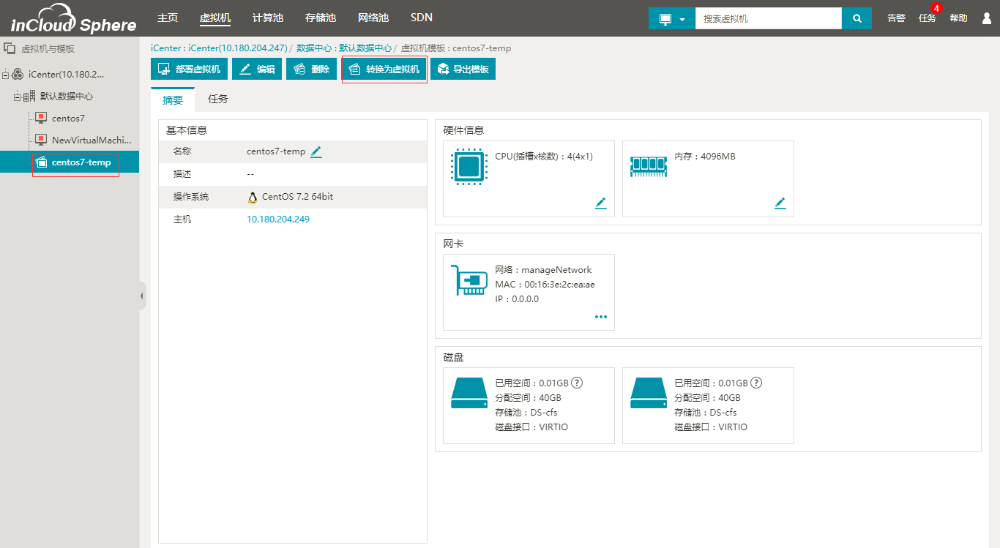 inCloud Sphere
主页 虚拟机 计算池 存储池 网络池 SDN
搜索虚拟机
告警 任务 4 帮助
虚拟机与模板
iCenter(10.180.2...
默认数据中心
centos7
NewVirtualMachi...
centos7-temp
iCenter : iCenter(10.180.204.247) / 数据中心 : 默认数据中心 / 虚拟机模板 : centos7-temp
部署虚拟机 编辑 删除 转换为虚拟机 导出模板
摘要 任务
基本信息
名称 centos7-temp
描述 --
操作系统 CentOS 7.2 64bit
主机 10.180.204.249
硬件信息
CPU(插槽x核数)：4(4x1)
内存：4096MB
网卡
网络：manageNetwork
MAC：00:16:3e:2c:ea:ae
IP：0.0.0.0
磁盘
已用空间：0.01GB ?
分配空间：40GB
存储池：DS-cfs
磁盘接口：VIRTIO
已用空间：0.01GB ?
分配空间：40GB
存储池：DS-cfs
磁盘接口：VIRTIO